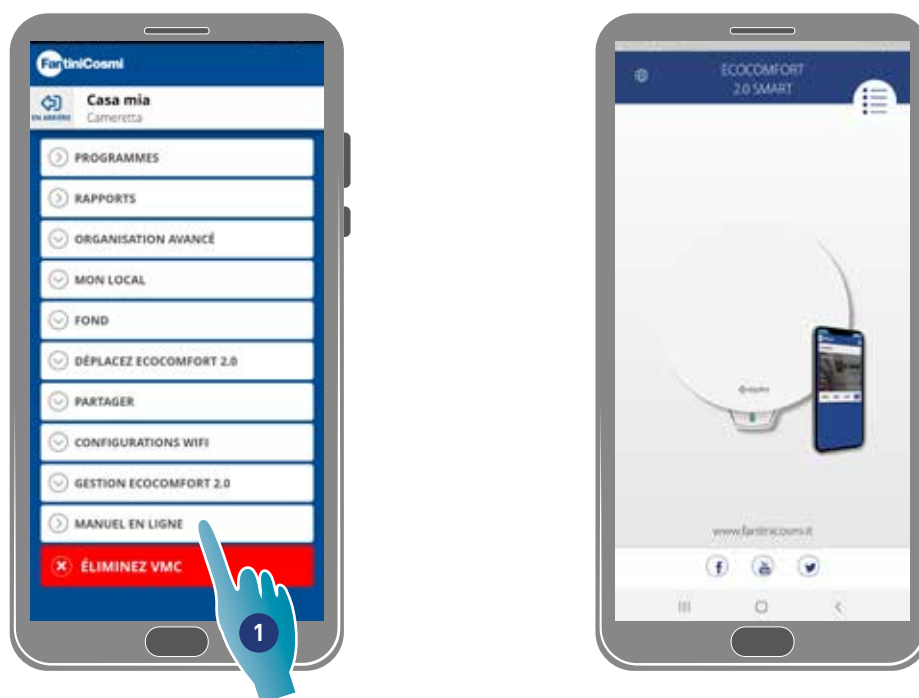 FantiniCosmi
EN ARRIÈRE
Casa mia
Cameretta
PROGRAMMES
RAPPORTS
ORGANISATION AVANCÉ
MON LOCAL
FOND
DÉPLACEZ ECOCOMFORT 2.0
PARTAGER
CONFIGURATIONS WIFI
GESTION ECOCOMFORT 2.0
MANUEL EN LIGNE
ÉLIMINEZ VMC
1
ECOCOMFORT
2.0 SMART
www.fantinicosmi.it